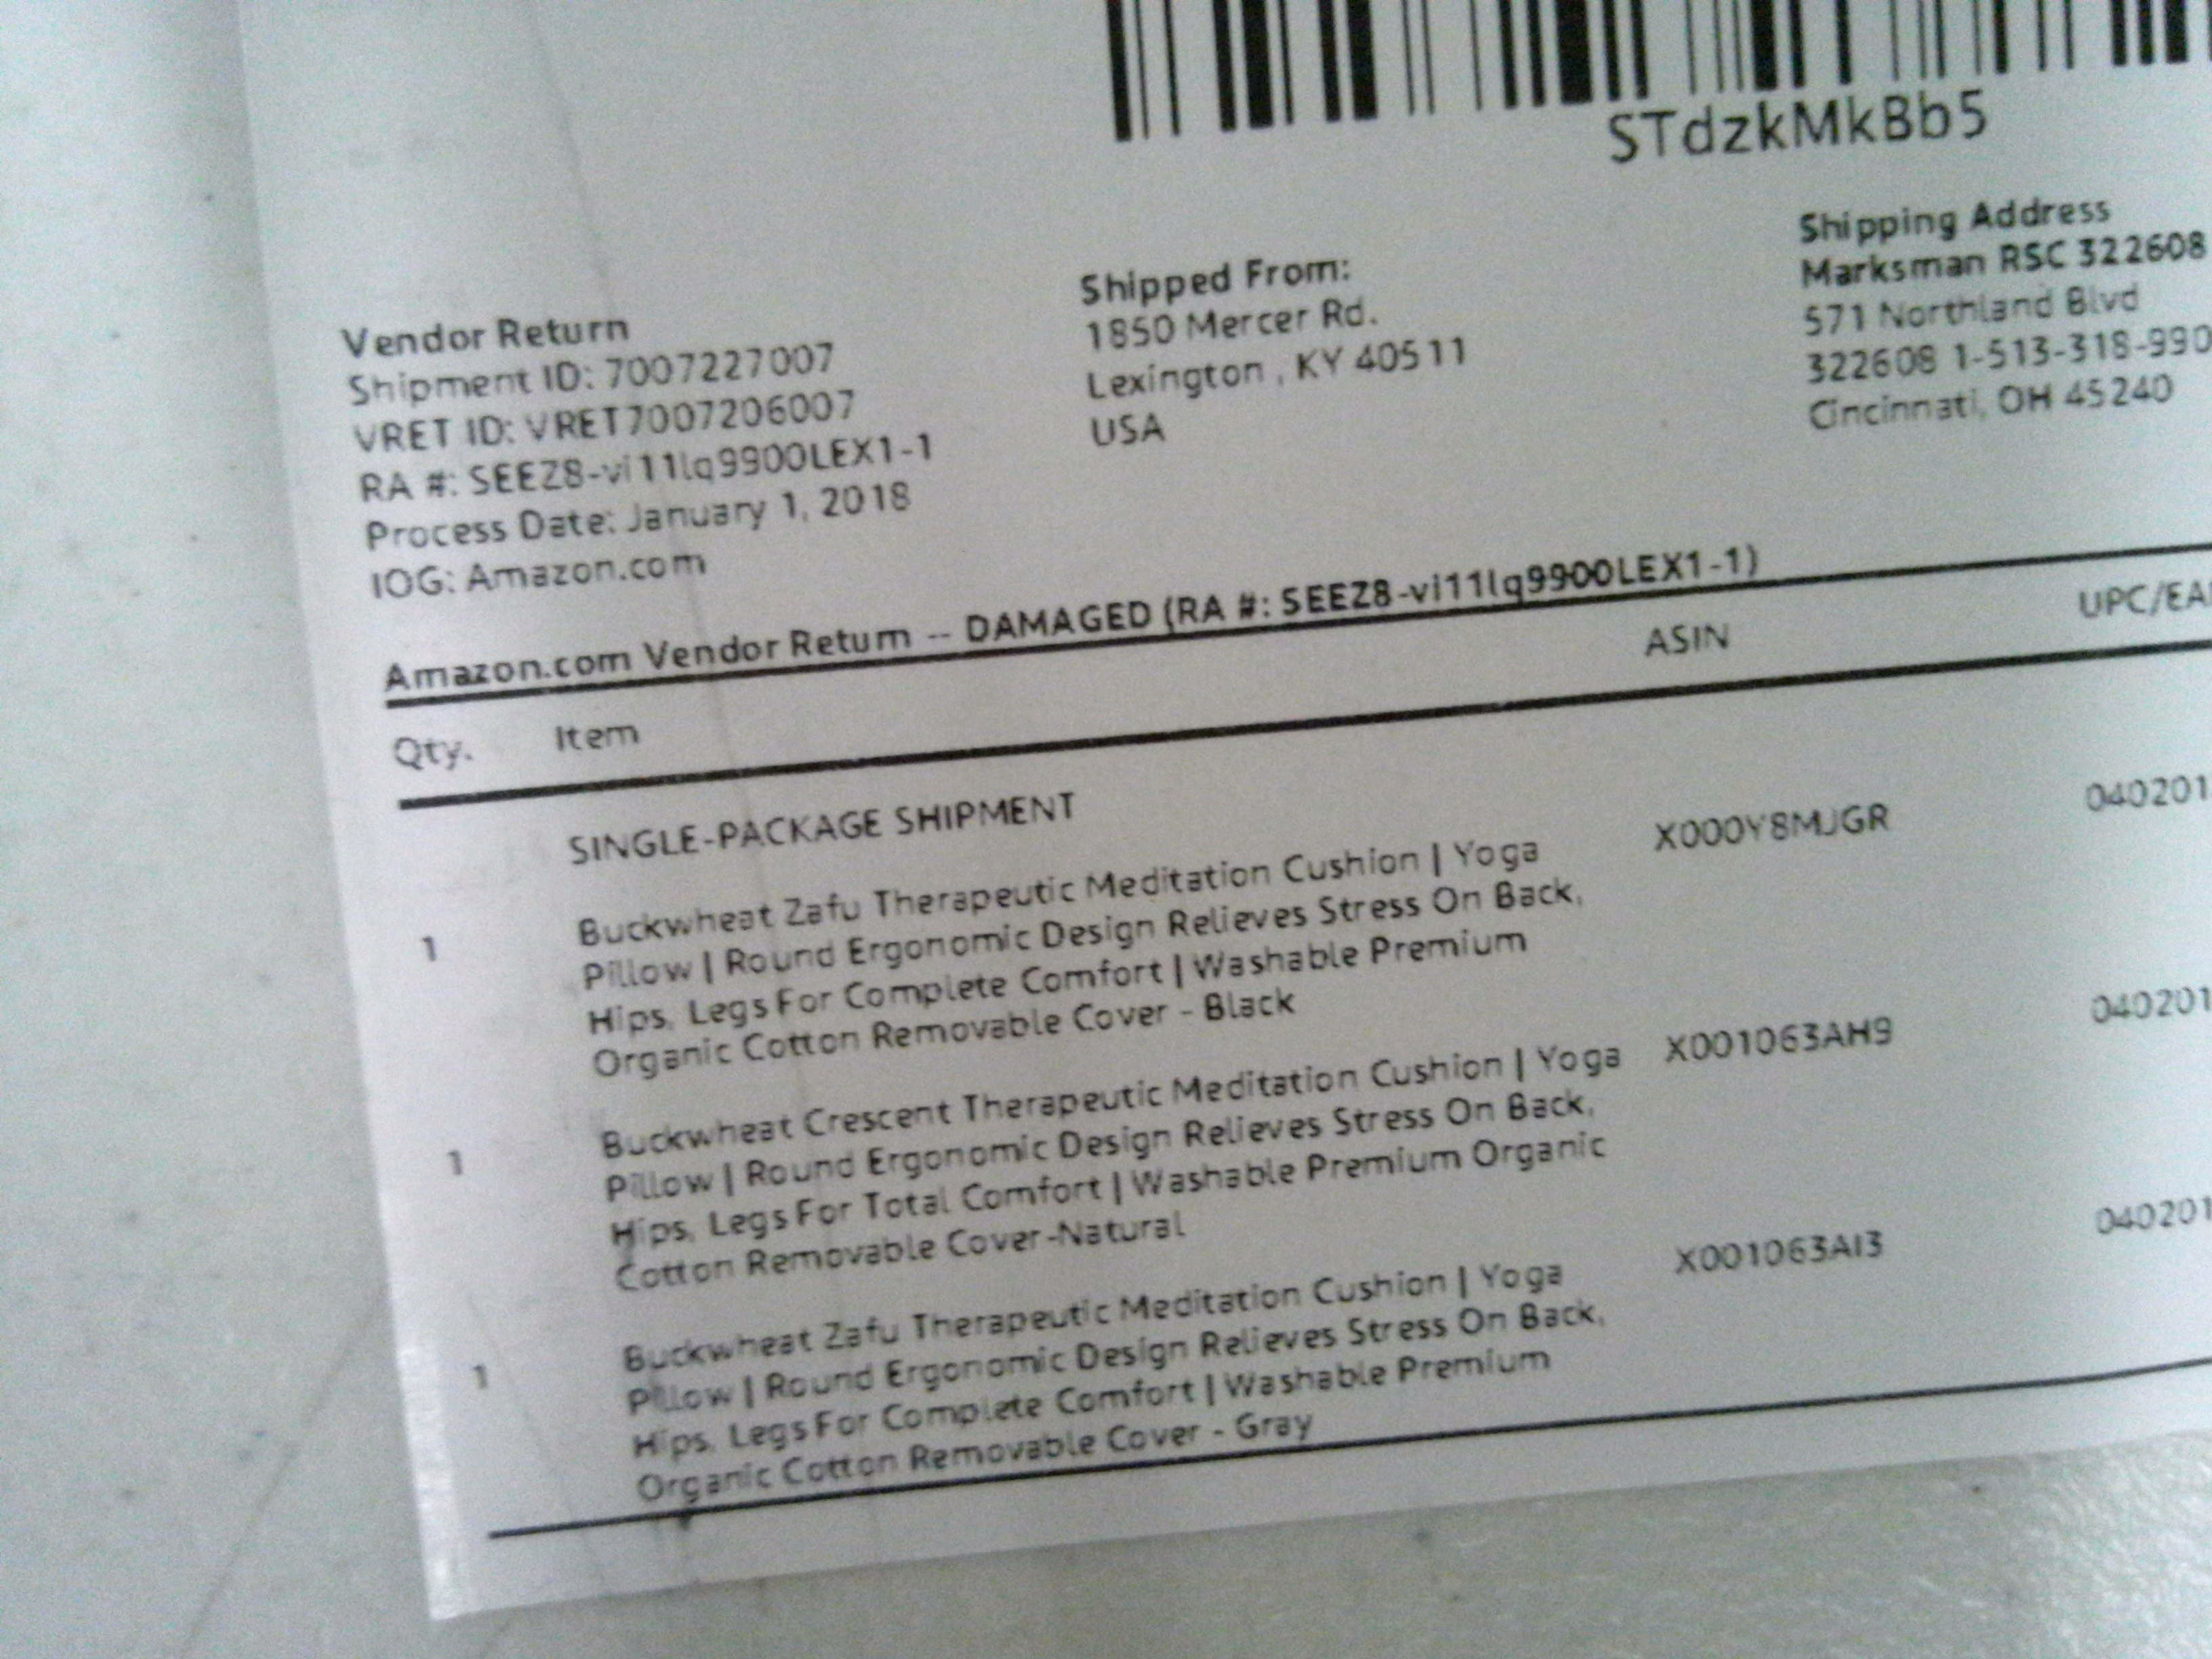 STdzkMkBb5
Vendor Return
Shipment ID: 7007227007
VRET ID: VRET7007206007
RA #: SEEZ8-vi11lq9900LEX1-1
Process Date: January 1, 2018
IOG: Amazon.com
Shipped From:
1850 Mercer Rd.
Lexington , KY 40511
USA
Shipping Address
Marksman RSC 322608
571 Northland Blvd
322608 1-513-318-990
Cincinnati, OH 45240
Amazon.com Vendor Return -- DAMAGED (RA #: SEEZ8-vi11lq9900LEX1-1)
Qty. Item ASIN UPC/EA
SINGLE-PACKAGE SHIPMENT
1 Buckwheat Zafu Therapeutic Meditation Cushion | Yoga X000Y8MJGR 040201
Pillow | Round Ergonomic Design Relieves Stress On Back,
Hips, Legs For Complete Comfort | Washable Premium
Organic Cotton Removable Cover - Black
1 Buckwheat Crescent Therapeutic Meditation Cushion | Yoga X001063AH9 040201
Pillow | Round Ergonomic Design Relieves Stress On Back,
Hips, Legs For Total Comfort | Washable Premium Organic
Cotton Removable Cover-Natural
1 Buckwheat Zafu Therapeutic Meditation Cushion | Yoga X001063AI3 040201
Pillow | Round Ergonomic Design Relieves Stress On Back,
Hips, Legs For Complete Comfort | Washable Premium
Organic Cotton Removable Cover - Gray